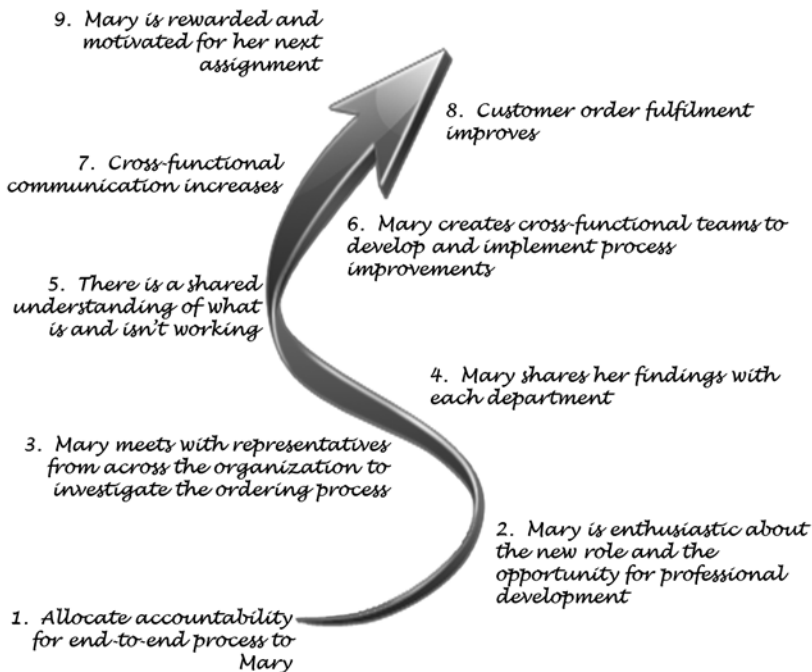 9. Mary is rewarded and
motivated for her next
assignment
8. Customer order fulfilment
improves
7. Cross-functional
communication increases
6. Mary creates cross-functional teams to
develop and implement process
improvements
5. There is a shared
understanding of what
is and isn't working
4. Mary shares her findings with
each department
3. Mary meets with representatives
from across the organization to
investigate the ordering process
2. Mary is enthusiastic about
the new role and the
opportunity for professional
development
1. Allocate accountability
for end-to-end process to
Mary